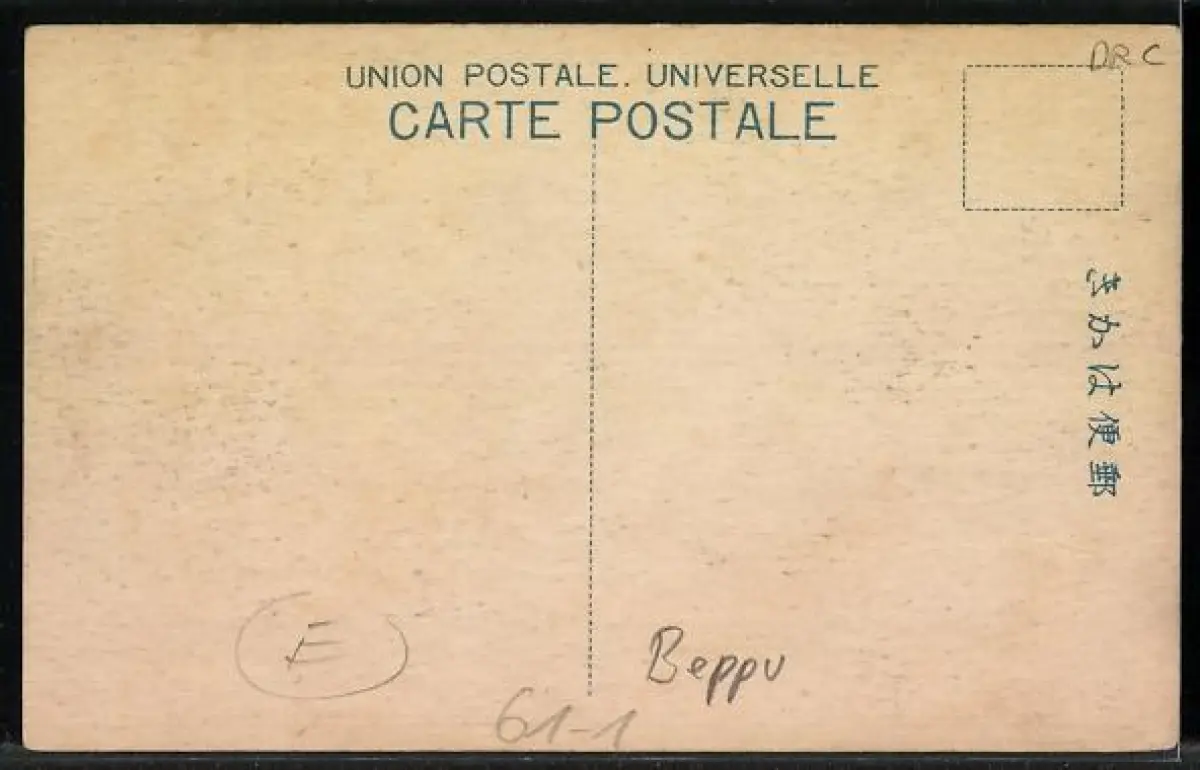 UNION POSTALE. UNIVERSELLE
CARTE POSTALE
DRC
きかは便郵
E
Beppu
61-1